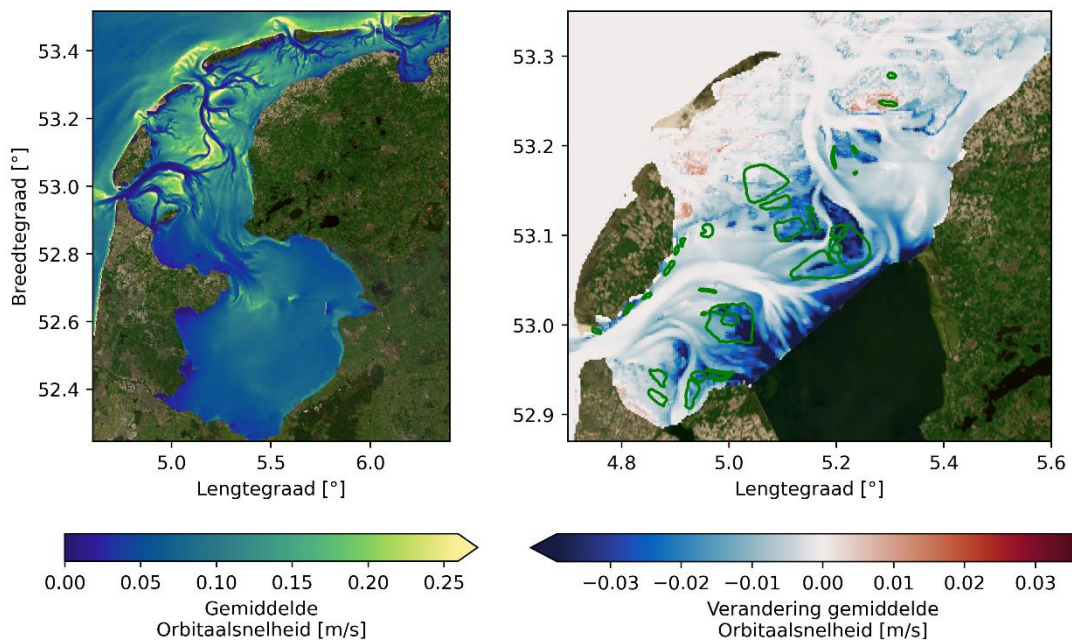 53.4
53.2
53.0
52.8
52.6
52.4
Breedtegraad [°]
5.0 5.5 6.0
Lengtegraad [°]
53.3
53.2
53.1
53.0
52.9
4.8 5.0 5.2 5.4 5.6
Lengtegraad [°]
0.00 0.05 0.10 0.15 0.20 0.25
Gemiddelde
Orbitaalsnelheid [m/s]
−0.03 −0.02 −0.01 0.00 0.01 0.02 0.03
Verandering gemiddelde
Orbitaalsnelheid [m/s]